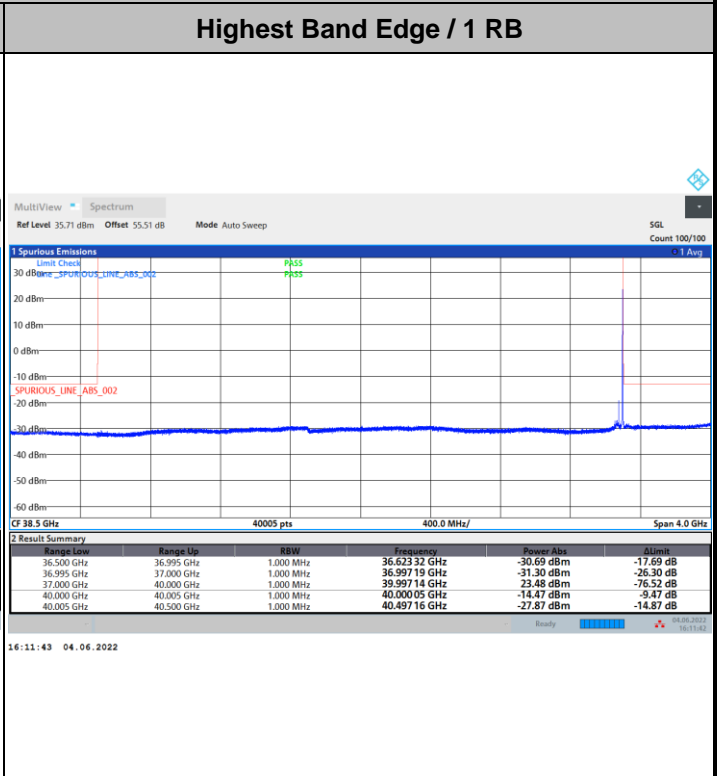 Highest Band Edge / 1 RB
MultiView Spectrum
Ref Level 35.71 dBm Offset 55.51 dB Mode Auto Sweep SGL
Count 100/100
1 Spurious Emissions 1 Avg
Limit Check PASS
30 dBm Line _SPURIOUS_LINE_ABS_002 PASS
20 dBm
10 dBm
0 dBm
-10 dBm
_SPURIOUS_LINE_ABS_002
-20 dBm
-30 dBm
-40 dBm
-50 dBm
-60 dBm
CF 38.5 GHz 40005 pts 400.0 MHz/ Span 4.0 GHz
2 Result Summary
Range Low Range Up RBW Frequency Power Abs ΔLimit
36.500 GHz 36.995 GHz 1.000 MHz 36.623 32 GHz -30.69 dBm -17.69 dB
36.995 GHz 37.000 GHz 1.000 MHz 36.997 19 GHz -31.30 dBm -26.30 dB
37.000 GHz 40.000 GHz 1.000 MHz 39.997 14 GHz 23.48 dBm -76.52 dB
40.000 GHz 40.005 GHz 1.000 MHz 40.000 05 GHz -14.47 dBm -9.47 dB
40.005 GHz 40.500 GHz 1.000 MHz 40.497 16 GHz -27.87 dBm -14.87 dB
Ready 04.06.2022
16:11:42
16:11:43 04.06.2022